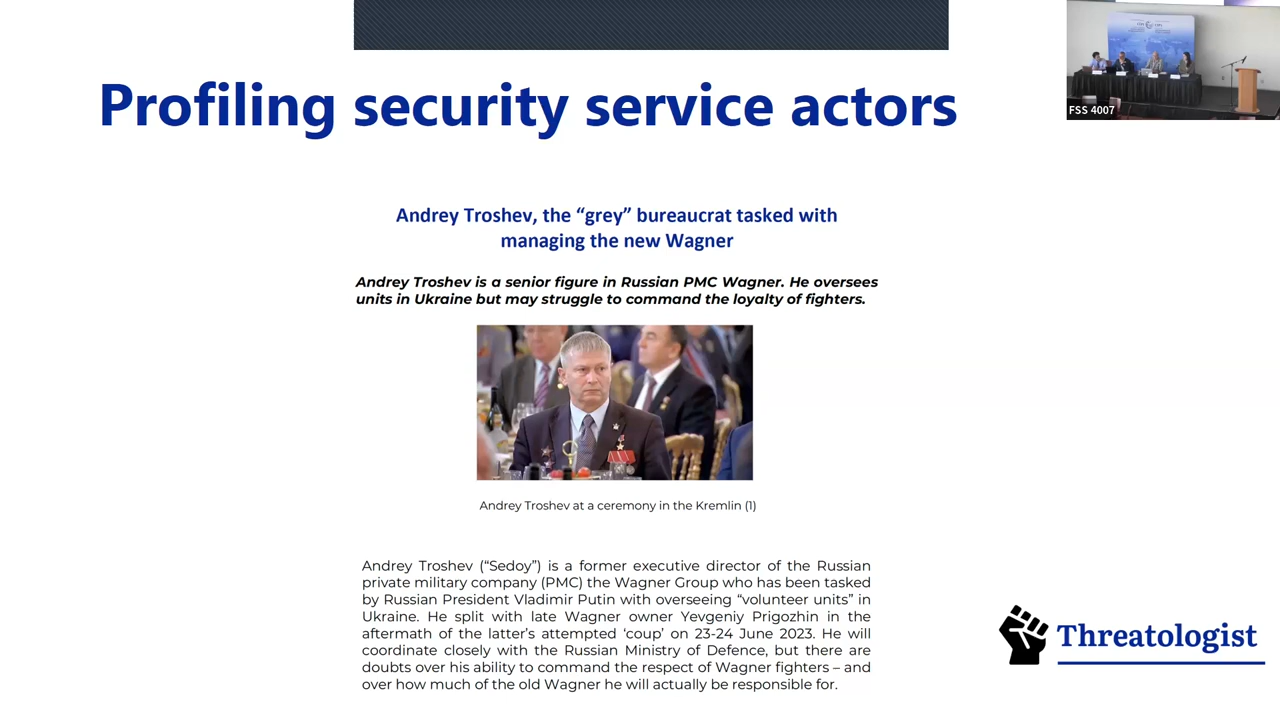 Profiling security service actors
FSS 4007
Andrey Troshev, the “grey” bureaucrat tasked with
managing the new Wagner
Andrey Troshev is a senior figure in Russian PMC Wagner. He oversees
units in Ukraine but may struggle to command the loyalty of fighters.
Andrey Troshev at a ceremony in the Kremlin (1)
Andrey Troshev (“Sedoy”) is a former executive director of the Russian
private military company (PMC) the Wagner Group who has been tasked
by Russian President Vladimir Putin with overseeing “volunteer units” in
Ukraine. He split with late Wagner owner Yevgeniy Prigozhin in the
aftermath of the latter’s attempted ‘coup’ on 23-24 June 2023. He will
coordinate closely with the Russian Ministry of Defence, but there are
doubts over his ability to command the respect of Wagner fighters – and
over how much of the old Wagner he will actually be responsible for.
Threatologist